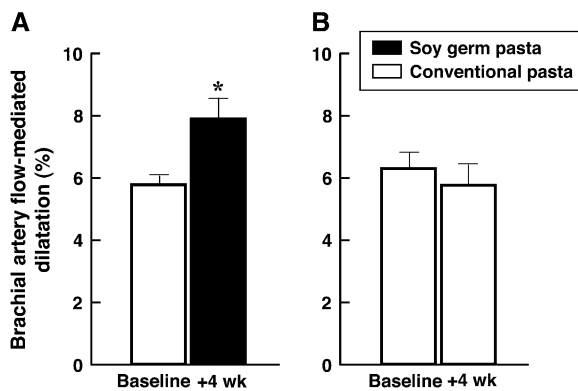 A
B
Soy germ pasta
Conventional pasta
Brachial artery flow-mediated
dilatation (%)
10
8
6
4
2
0
*
Baseline +4 wk
10
8
6
4
2
0
Baseline +4 wk